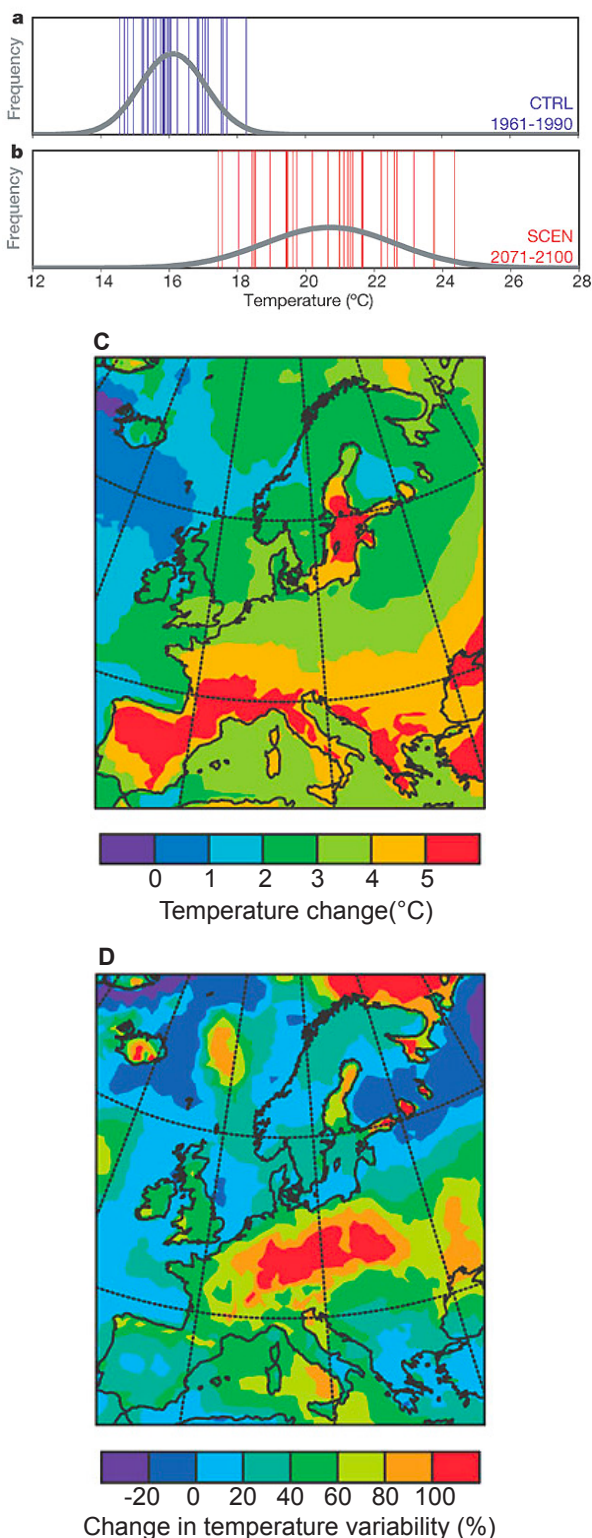 a
Frequency
CTRL
1961-1990
b
Frequency
SCEN
2071-2100
12 14 16 18 20 22 24 26 28
Temperature (ºC)
C
0 1 2 3 4 5
Temperature change(°C)
D
-20 0 20 40 60 80 100
Change in temperature variability (%)